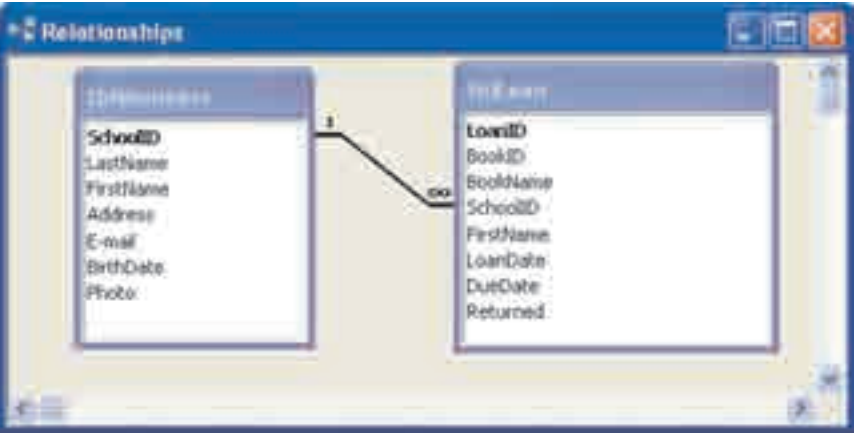 Relationships
SchoolID
LastName
FirstName
Address
E-mail
BirthDate
Photo
1
∞
LoanID
BookID
BookName
SchoolID
FirstName
LoanDate
DueDate
Returned